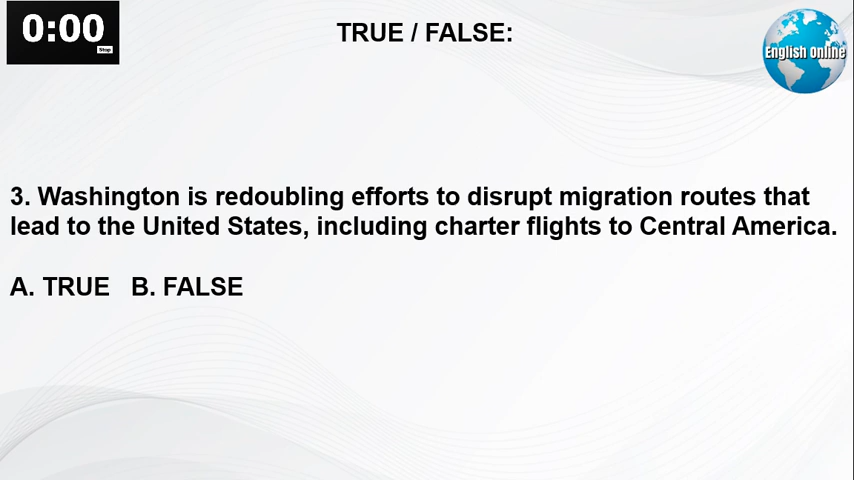 0:00
Stop
TRUE / FALSE:
English Online
3. Washington is redoubling efforts to disrupt migration routes that
lead to the United States, including charter flights to Central America.
A. TRUE   B. FALSE